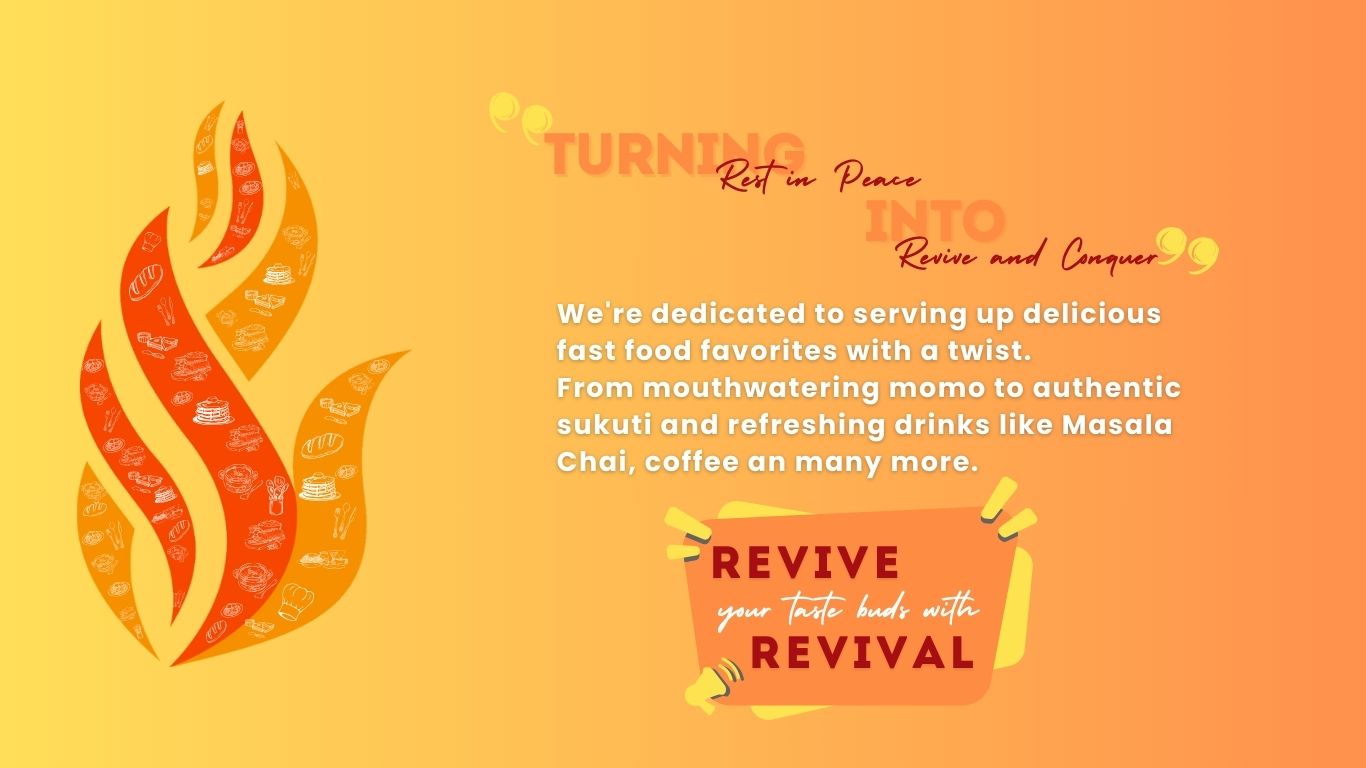 TURNING
Rest in Peace
INTO
Revive and Conquer
We're dedicated to serving up delicious
fast food favorites with a twist.
From mouthwatering momo to authentic
sukuti and refreshing drinks like Masala
Chai, coffee an many more.
REVIVE
your taste buds with
REVIVAL